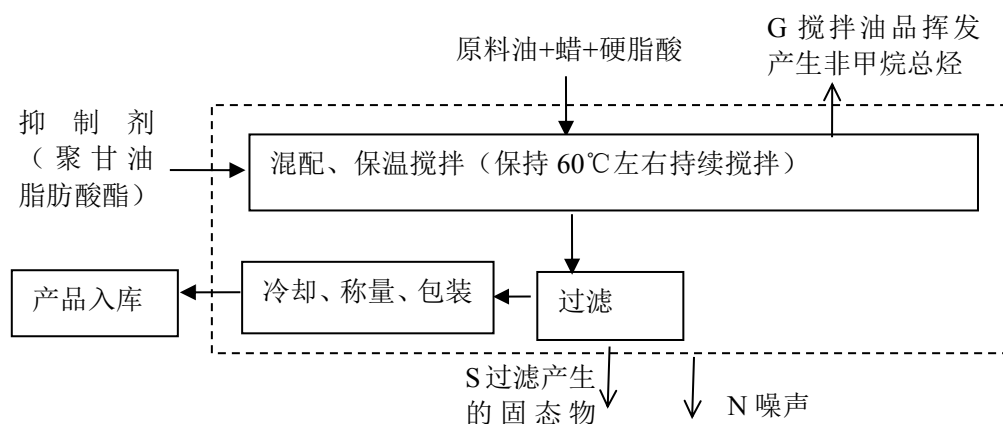 G 搅拌油品挥发
产生非甲烷总烃
原料油+蜡+硬脂酸
抑制剂
（聚甘油
脂肪酸酯）
混配、保温搅拌（保持 60℃左右持续搅拌）
产品入库
冷却、称量、包装
过滤
S 过滤产生
的固态物
N 噪声